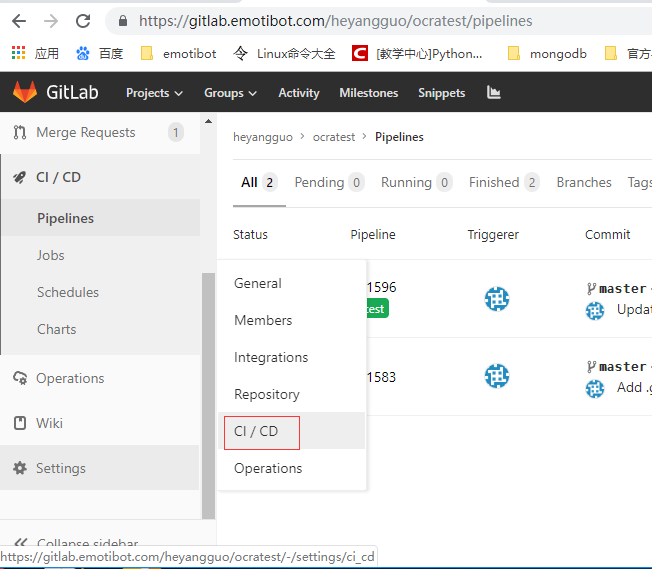 https://gitlab.emotibot.com/heyangguo/ocratest/pipelines
应用 百度 emotibot Linux命令大全 [教学中心]Python... mongodb 官方
GitLab Projects Groups Activity Milestones Snippets
Merge Requests 1
CI / CD
Pipelines
Jobs
Schedules
Charts
Operations
Wiki
Settings
Collapse sidebar
heyangguo > ocratest > Pipelines
All 2 Pending 0 Running 0 Finished 2 Branches Tags
Status Pipeline Triggerer Commit
1596 master
test Updat
1583 master
Add .g
General
Members
Integrations
Repository
CI / CD
Operations
https://gitlab.emotibot.com/heyangguo/ocratest/-/settings/ci_cd